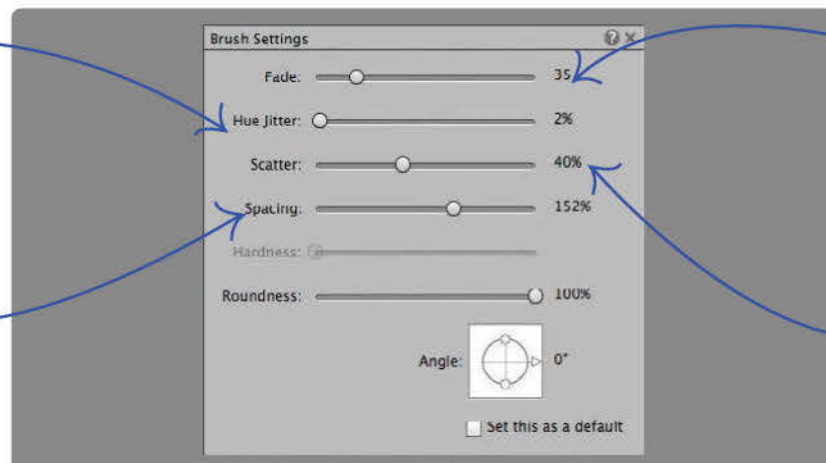 Brush Settings
Fade: 35
Hue Jitter: 2%
Scatter: 40%
Spacing: 152%
Hardness:
Roundness: 100%
Angle: 0°
Set this as a default